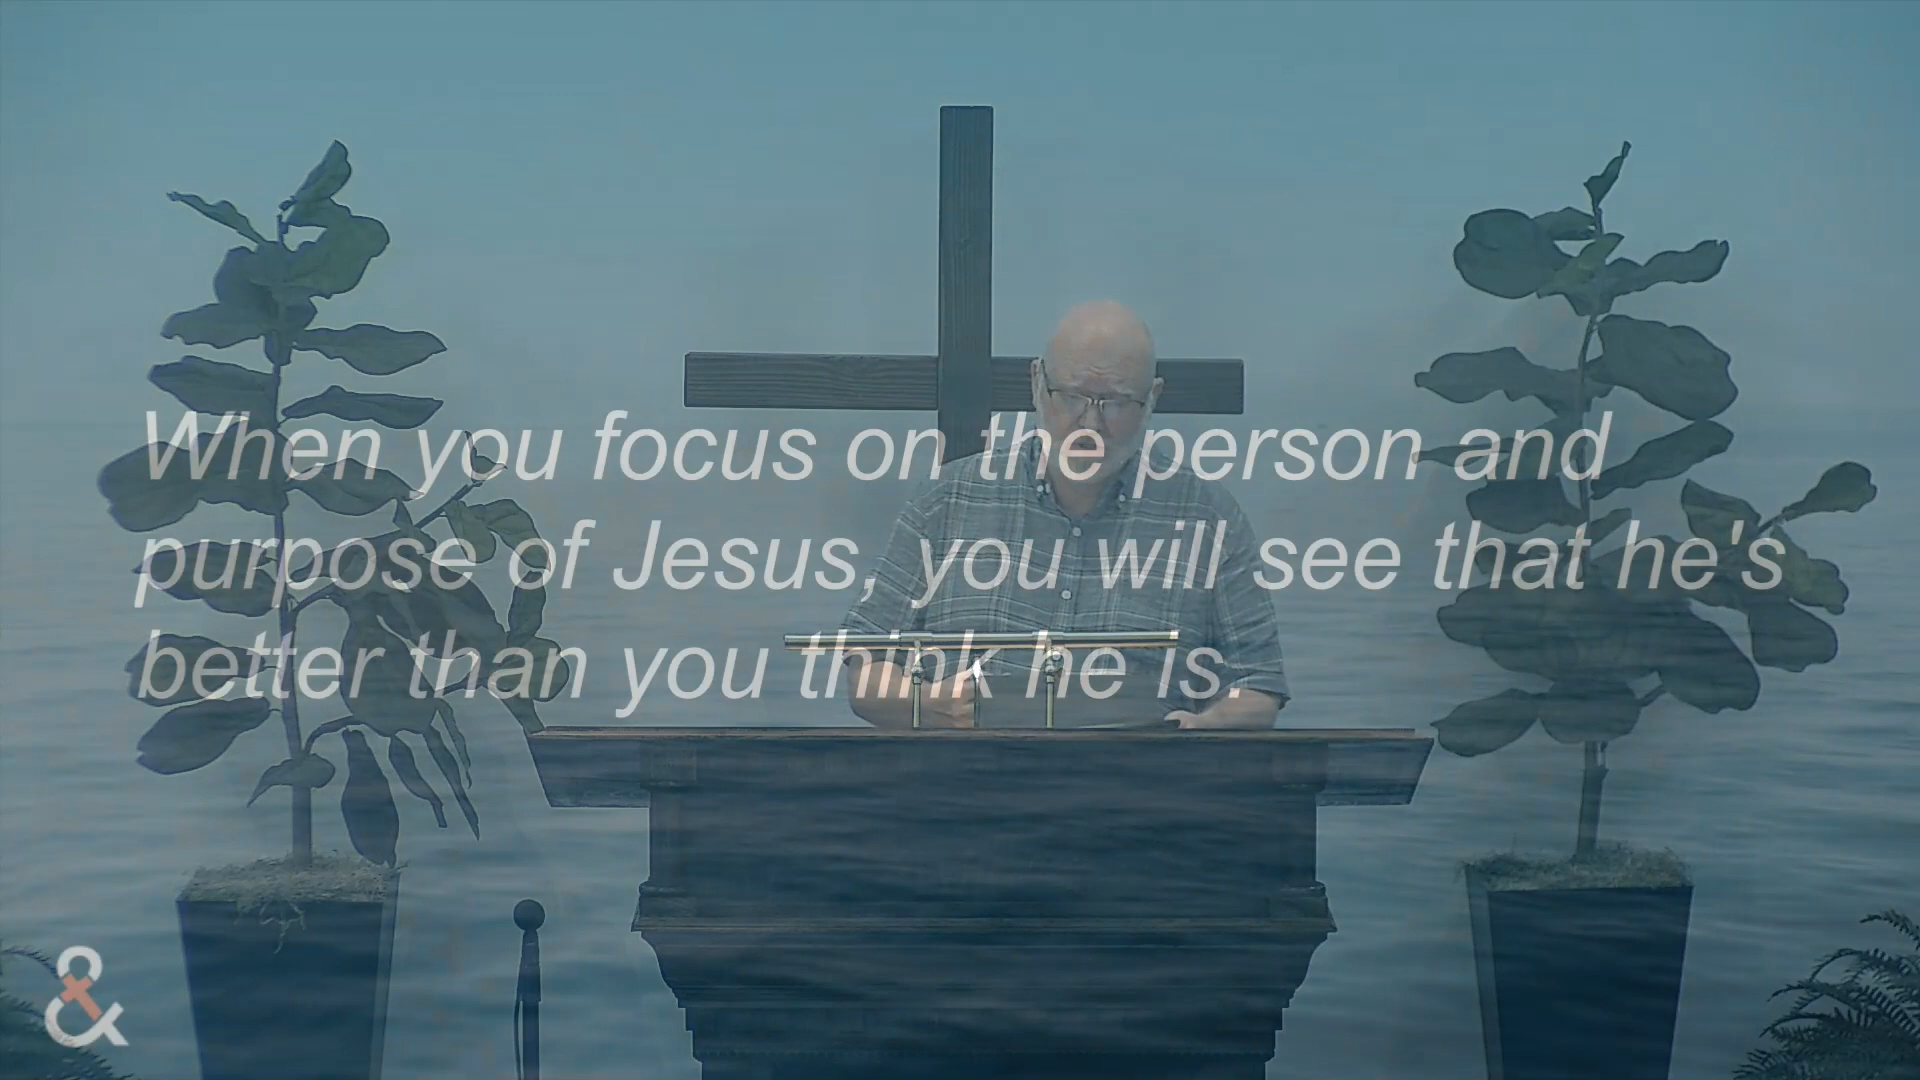 When you focus on the person and
purpose of Jesus, you will see that he's
better than you think he is.
&